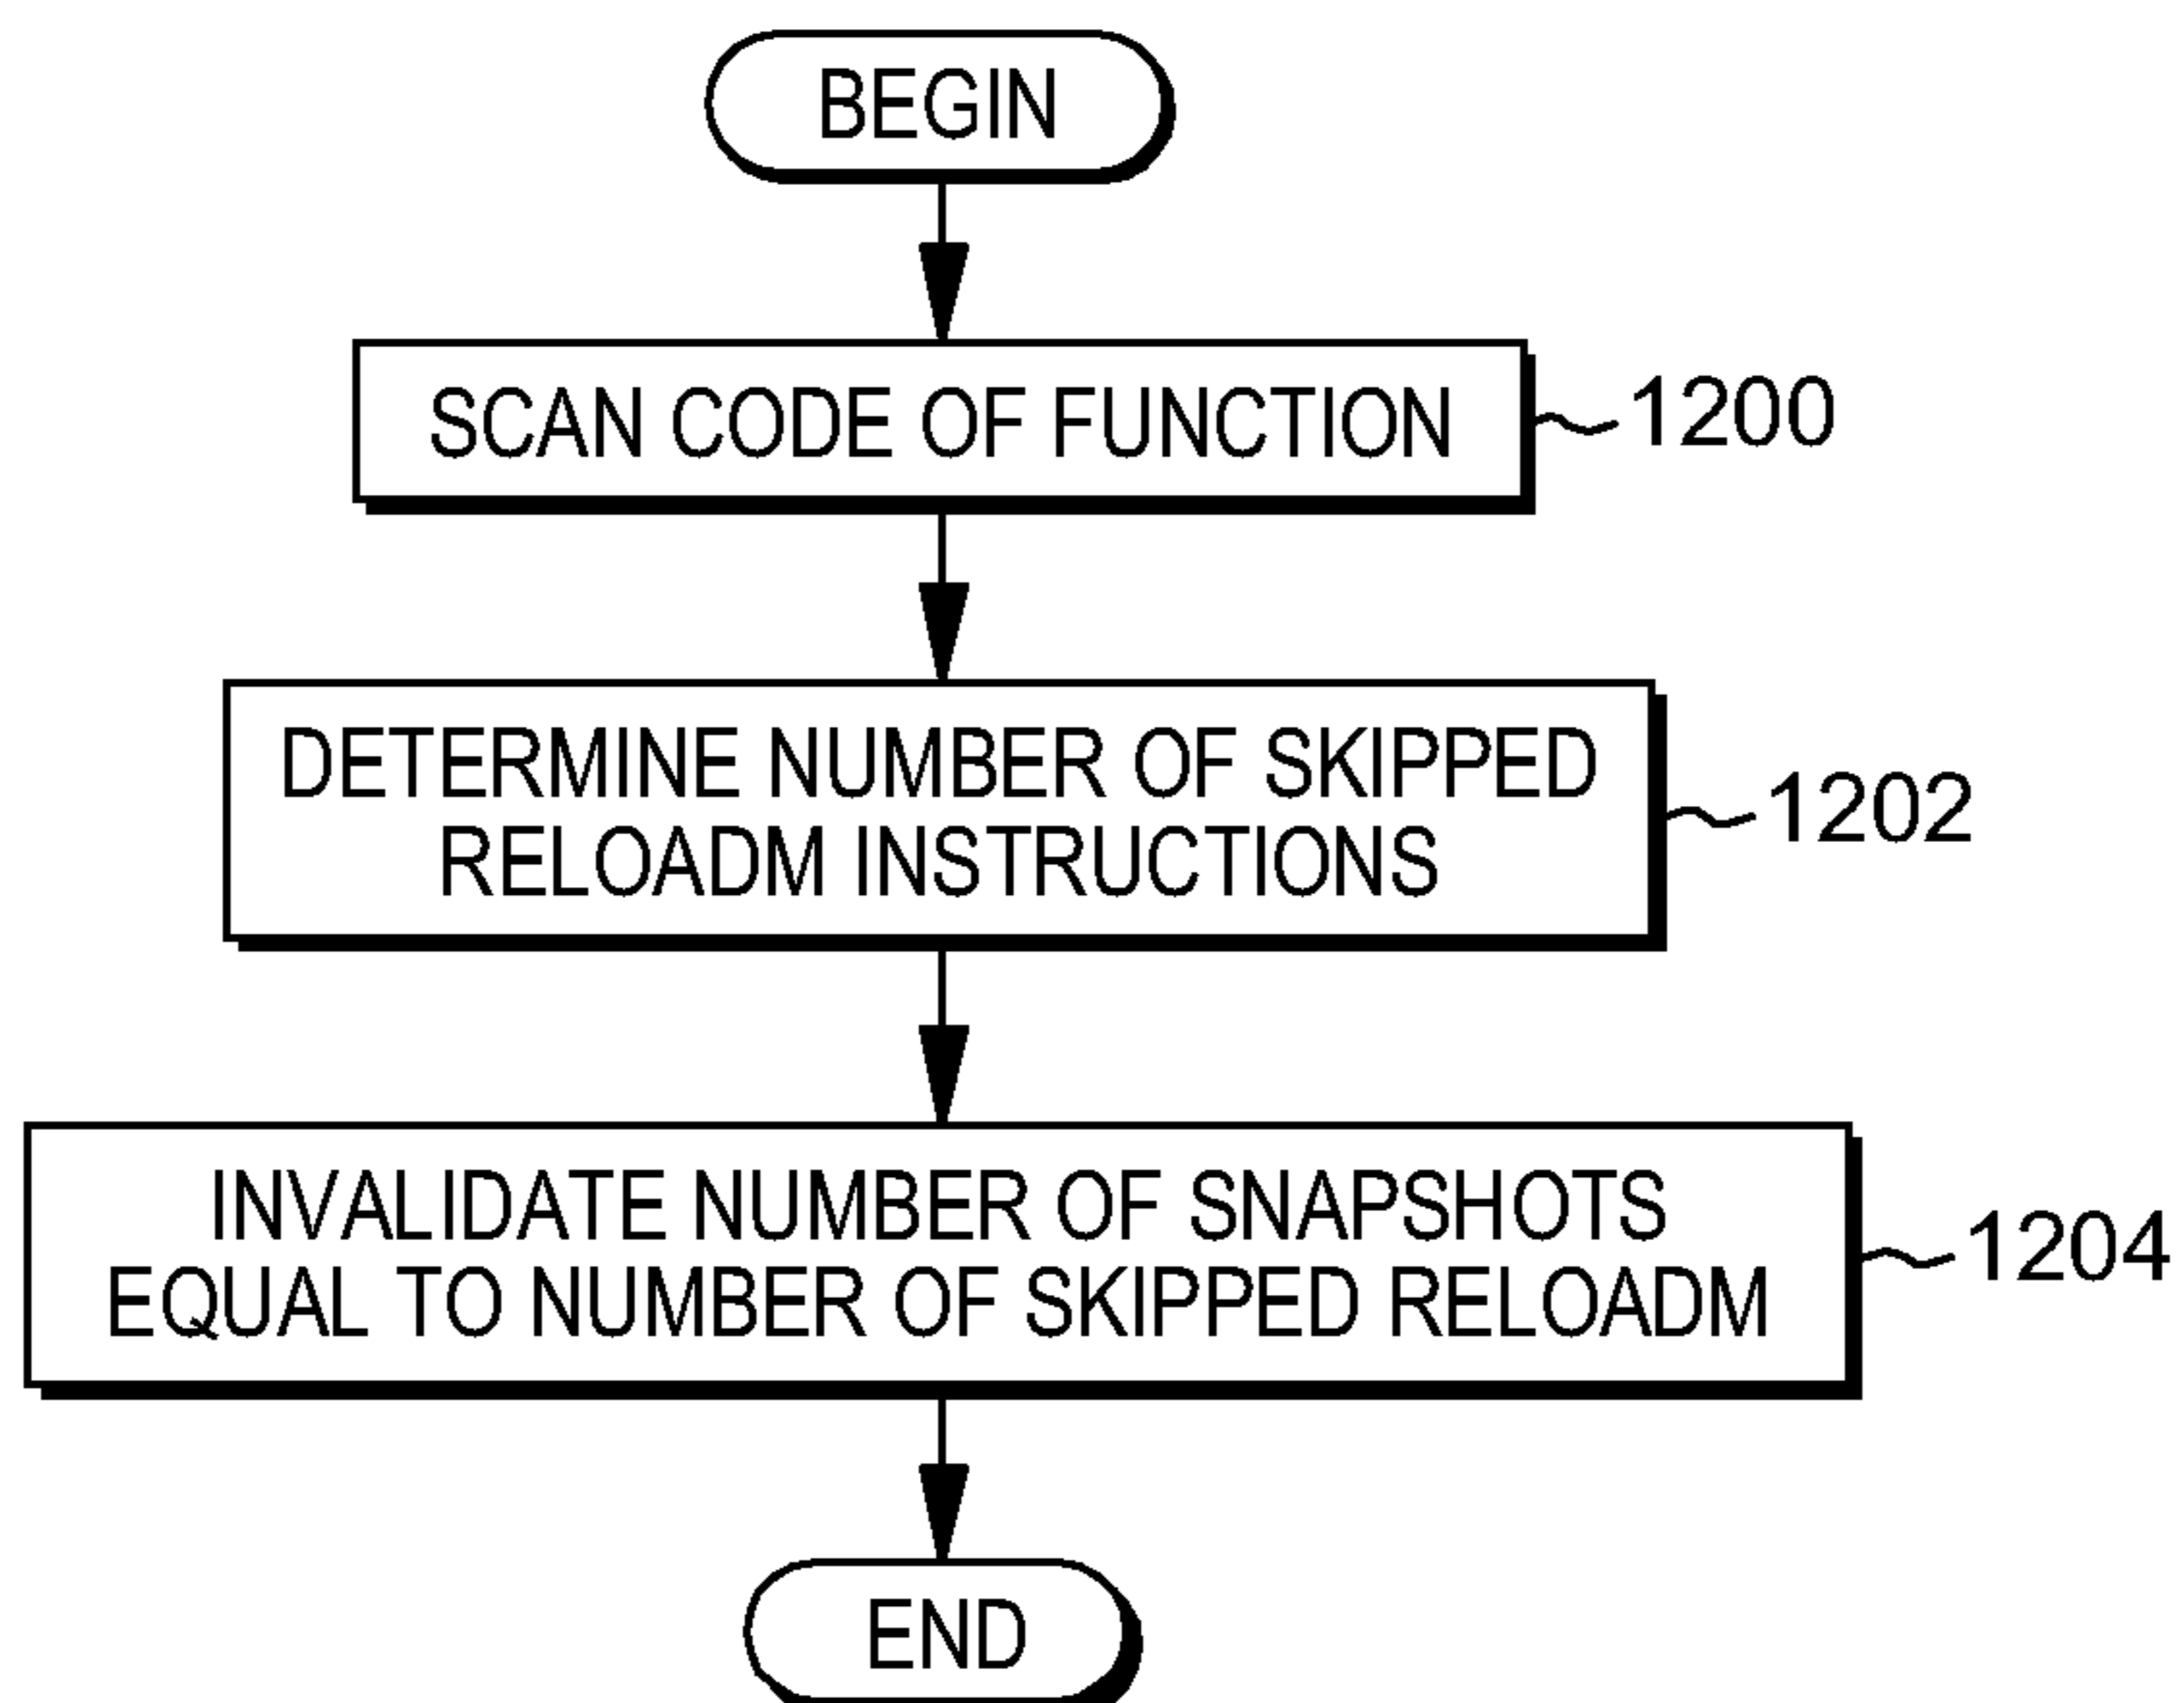 BEGIN
SCAN CODE OF FUNCTION
1200
DETERMINE NUMBER OF SKIPPED
RELOADM INSTRUCTIONS
1202
INVALIDATE NUMBER OF SNAPSHOTS
EQUAL TO NUMBER OF SKIPPED RELOADM
1204
END